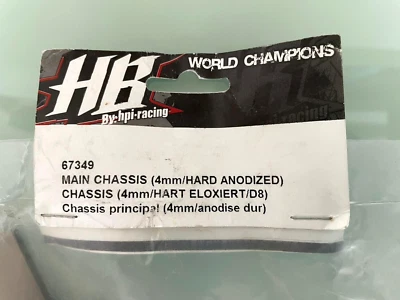 HB
WORLD CHAMPIONS
By-hpi-racing
67349
MAIN CHASSIS (4mm/HARD ANODIZED)
CHASSIS (4mm/HART ELOXIERT/D8)
Chassis principal (4mm/anodise dur)